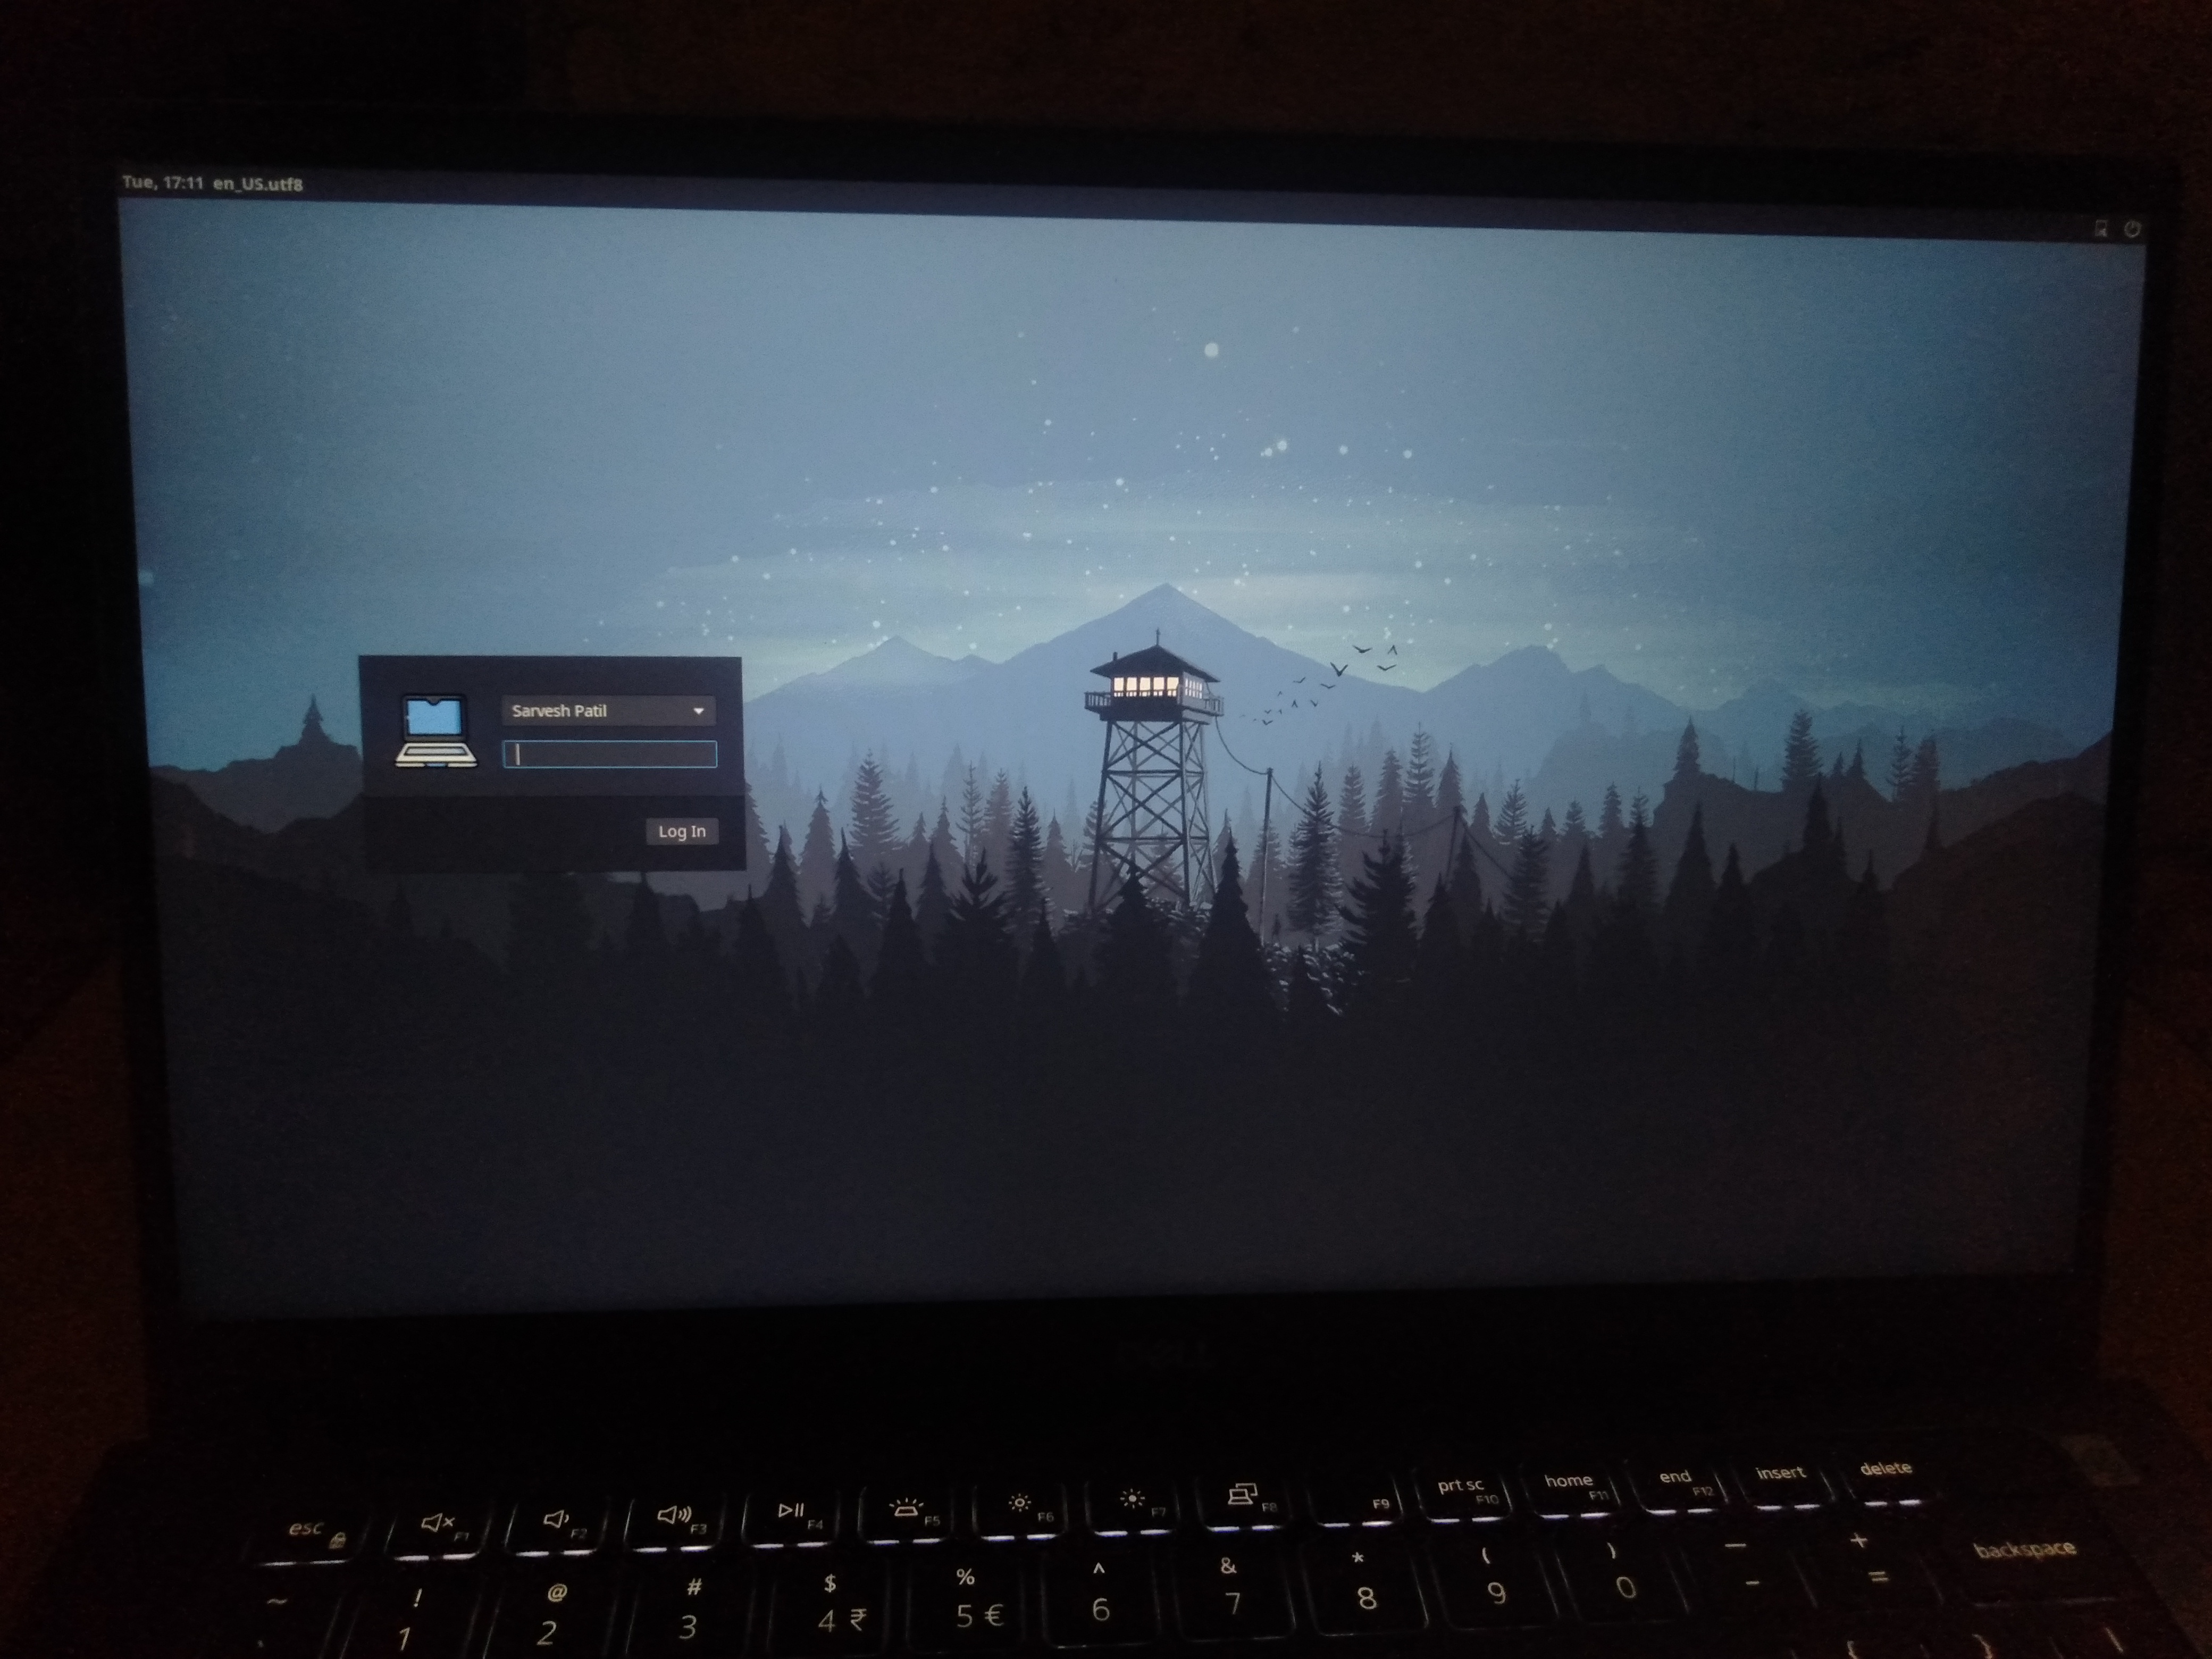 Tue, 17:11 en_US.utf8
Sarvesh Patil
Log In
esc F1 F2 F3 F4 F5 F6 F7 F8 F9 prt sc F10 home F11 end F12 insert delete
~ ! @ # $ % ^ & * ( ) — + backspace
1 2 3 4 ₹ 5 € 6 7 8 9 0 - =
{ } |